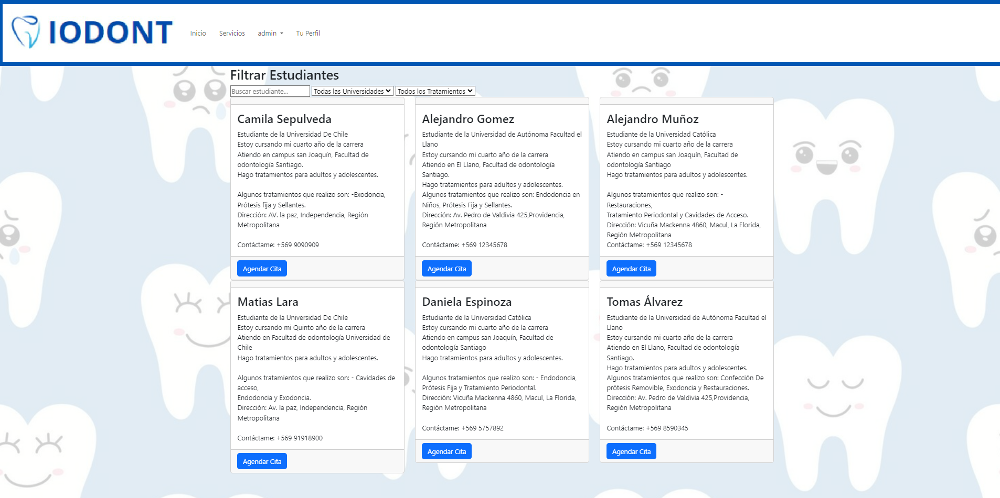 IODONT
Inicio
Servicios
admin
Tu Perfil
Filtrar Estudiantes
Buscar estudiante...
Todas las Universidades
Todos los Tratamientos
Camila Sepulveda
Estudiante de la Universidad De Chile
Estoy cursando mi cuarto año de la carrera
Atiendo en campus san Joaquín, Facultad de
odontología Santiago.
Hago tratamientos para adultos y adolescentes.
Algunos tratamientos que realizo son: -Exodoncia,
Prótesis fija y Sellantes.
Dirección: AV. la paz, Independencia, Región
Metropolitana
Contáctame: +569 9090909
Agendar Cita
Alejandro Gomez
Estudiante de la Universidad de Autónoma Facultad el
Llano
Estoy cursando mi cuarto año de la carrera
Atiendo en El Llano, Facultad de odontología
Santiago.
Hago tratamientos para adultos y adolescentes.
Algunos tratamientos que realizo son: Endodoncia en
Niños, Prótesis Fija y Sellantes.
Dirección: Av. Pedro de Valdivia 425,Providencia,
Región Metropolitana
Contáctame: +569 12345678
Agendar Cita
Alejandro Muñoz
Estudiante de la Universidad Católica
Estoy cursando mi cuarto año de la carrera
Atiendo en campus san Joaquín, Facultad de
odontología Santiago
Hago tratamientos para adultos y adolescentes.
Algunos tratamientos que realizo son: -
Restauraciones,
Tratamiento Periodontal y Cavidades de Acceso.
Dirección: Vicuña Mackenna 4860, Macul, La Florida,
Región Metropolitana
Contáctame: +569 12345678
Agendar Cita
Matias Lara
Estudiante de la Universidad De Chile
Estoy cursando mi Quinto año de la carrera
Atiendo en Facultad de odontología Universidad de
Chile
Hago tratamientos para adultos y adolescentes.
Algunos tratamientos que realizo son: - Cavidades de
acceso,
Endodoncia y Exodoncia.
Dirección: Av. la paz, Independencia, Región
Metropolitana
Contáctame: +569 91918900
Agendar Cita
Daniela Espinoza
Estudiante de la Universidad Católica
Estoy cursando mi cuarto año de la carrera
Atiendo en campus san Joaquín, Facultad de
odontología Santiago
Hago tratamientos para adultos y adolescentes.
Algunos tratamientos que realizo son: - Endodoncia,
Prótesis Fija y Tratamiento Periodontal.
Dirección: Vicuña Mackenna 4860, Macul, La Florida,
Región Metropolitana
Contáctame: +569 5757892
Agendar Cita
Tomas Álvarez
Estudiante de la Universidad de Autónoma Facultad el
Llano
Estoy cursando mi cuarto año de la carrera
Atiendo en El Llano, Facultad de odontología
Santiago.
Hago tratamientos para adultos y adolescentes.
Algunos tratamientos que realizo son: Confección De
prótesis Removible, Exodoncia y Restauraciones.
Dirección: Av. Pedro de Valdivia 425,Providencia,
Región Metropolitana
Contáctame: +569 8590345
Agendar Cita